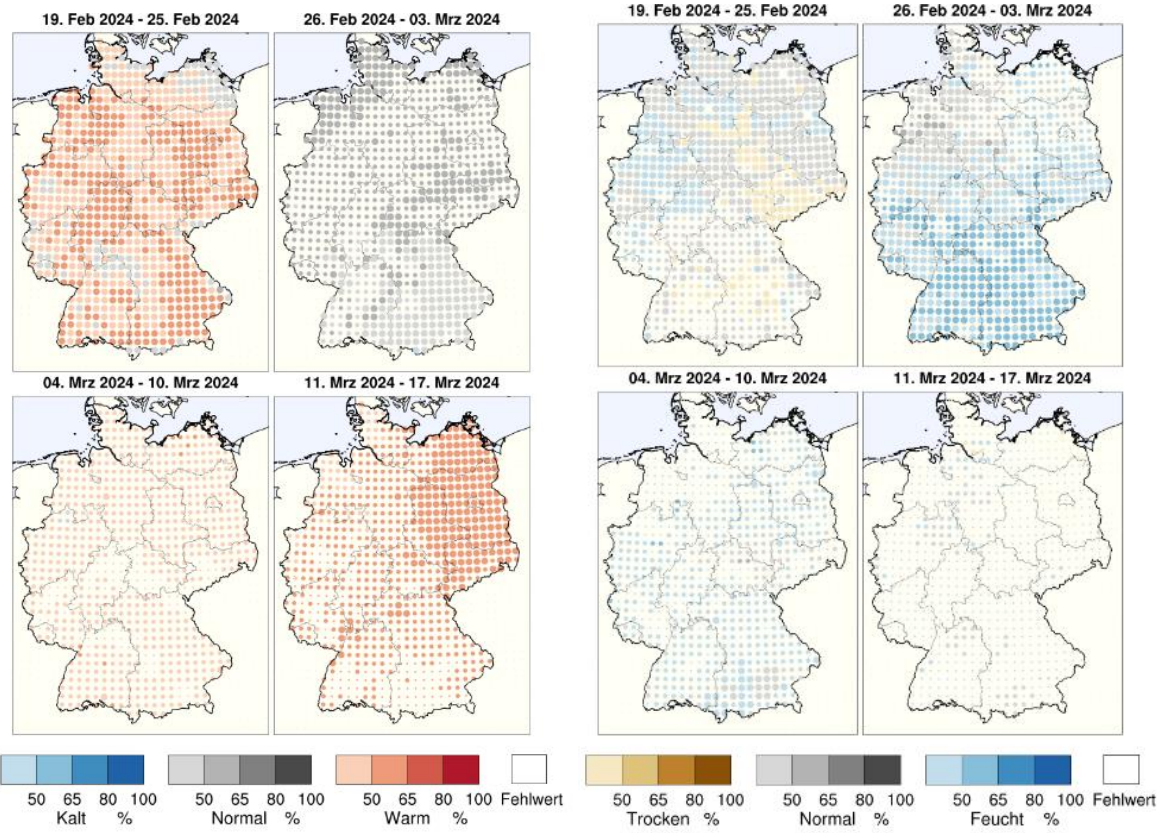 19. Feb 2024 - 25. Feb 2024
26. Feb 2024 - 03. Mrz 2024
19. Feb 2024 - 25. Feb 2024
26. Feb 2024 - 03. Mrz 2024
04. Mrz 2024 - 10. Mrz 2024
11. Mrz 2024 - 17. Mrz 2024
04. Mrz 2024 - 10. Mrz 2024
11. Mrz 2024 - 17. Mrz 2024
50 65 80 100
Kalt %
50 65 80 100
Normal %
50 65 80 100
Warm %
Fehlwert
50 65 80 100
Trocken %
50 65 80 100
Normal %
50 65 80 100
Feucht %
Fehlwert